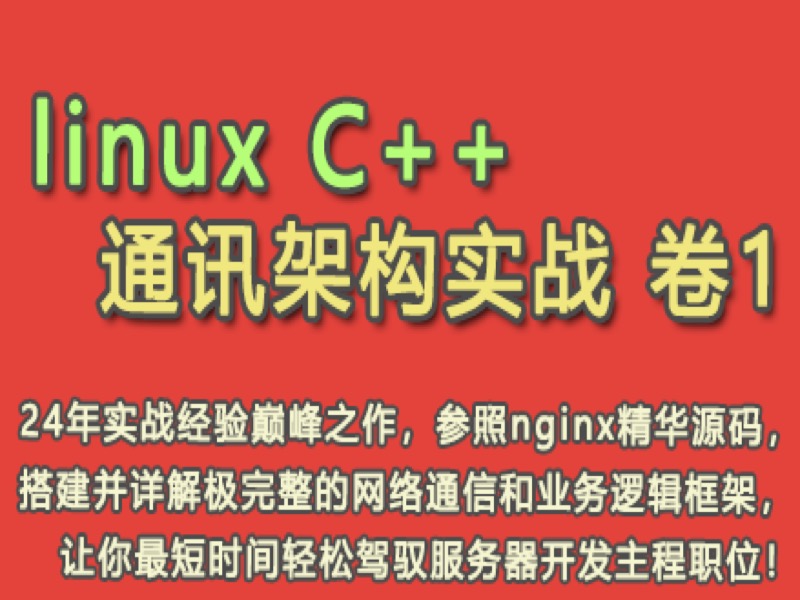 linux C++
通讯架构实战 卷1
24年实战经验巅峰之作，参照nginx精华源码，
搭建并详解极完整的网络通信和业务逻辑框架，
让你最短时间轻松驾驭服务器开发主程职位！